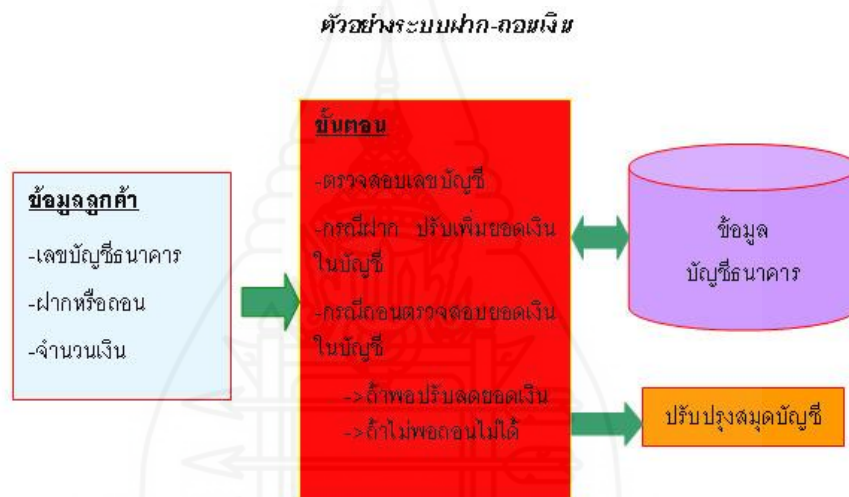 ตัวอย่างระบบฝาก-ถอนเงิน
ข้อมูลลูกค้า
-เลขบัญชีธนาคาร
-ฝากหรือถอน
-จำนวนเงิน
ขั้นตอน
-ตรวจสอบเลขบัญชี
-กรณีฝาก ปรับเพิ่มยอดเงิน
ในบัญชี
-กรณีถอนตรวจสอบยอดเงิน
ในบัญชี
->ถ้าพอปรับลดยอดเงิน
->ถ้าไม่พอถอนไม่ได้
ข้อมูล
บัญชีธนาคาร
ปรับปรุงสมุดบัญชี